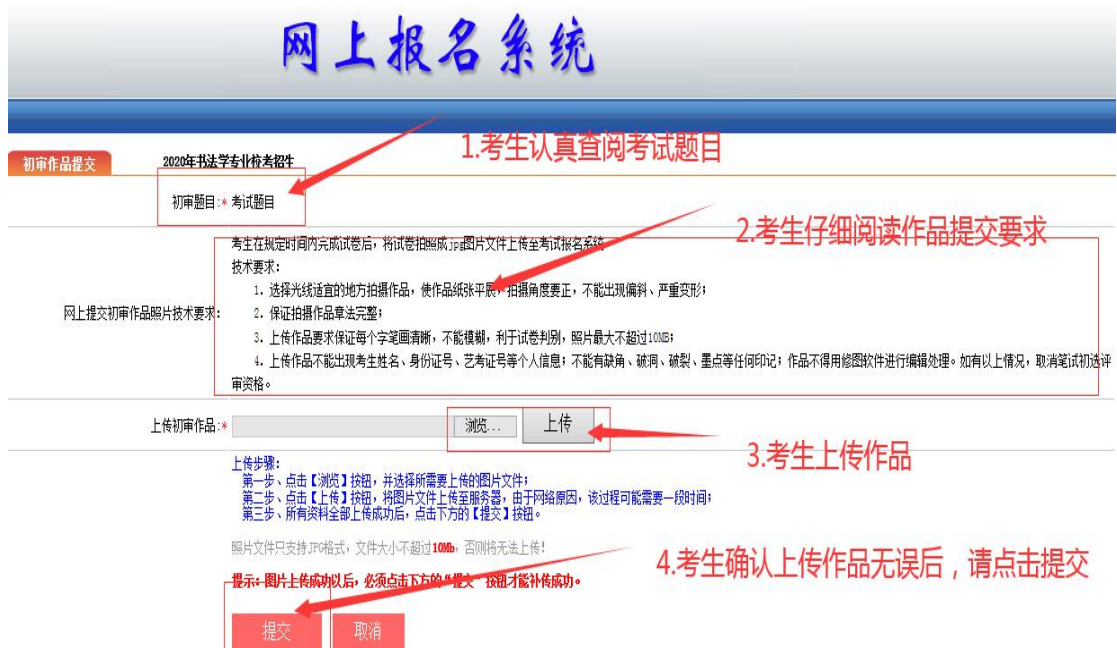 网上报名系统
1.考生认真查阅考试题目
初审作品提交
2020年书法学专业校考招生
初审题目:* 考试题目
2.考生仔细阅读作品提交要求
考生在规定时间内完成试卷后，将试卷拍照成jpg图片文件上传至考试报名系统
技术要求:
网上提交初审作品照片技术要求:
1. 选择光线适宜的地方拍摄作品，使作品纸张平展，拍摄角度要正，不能出现偏斜、严重变形;
2. 保证拍摄作品章法完整;
3. 上传作品要求保证每个字笔画清晰，不能模糊，利于试卷判别，照片最大不超过10MB;
4. 上传作品不能出现考生姓名、身份证号、艺考证号等个人信息; 不能有缺角、破洞、破裂、墨点等任何印记; 作品不得用修图软件进行编辑处理。如有以上情况，取消笔试初选评
审资格。
上传初审作品:* 浏览... 上传
3.考生上传作品
上传步骤:
第一步、点击【浏览】按钮，并选择所需要上传的图片文件;
第二步、点击【上传】按钮，将图片文件上传至服务器，由于网络原因，该过程可能需要一段时间;
第三步、所有资料全部上传成功后，点击下方的【提交】按钮。
照片文件只支持JPG格式，文件大小不超过10Mb，否则将无法上传!
4.考生确认上传作品无误后，请点击提交
提示: 图片上传成功以后，必须点击下方的“提交”按钮才能补传成功。
提交 取消